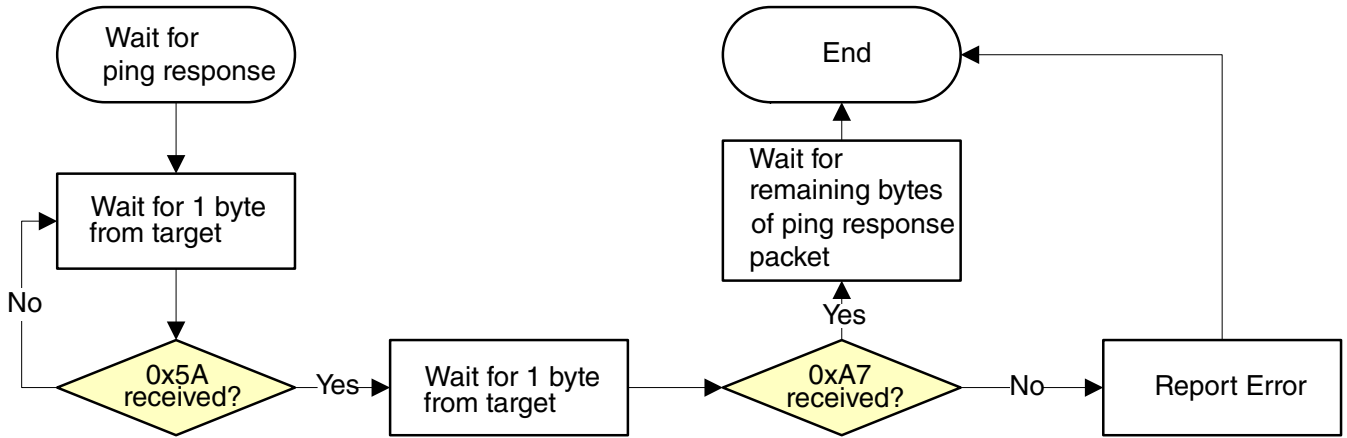 Wait for
ping response
Wait for 1 byte
from target
No
0x5A
received?
Yes
Wait for 1 byte
from target
0xA7
received?
Yes
Wait for
remaining bytes
of ping response
packet
End
No
Report Error